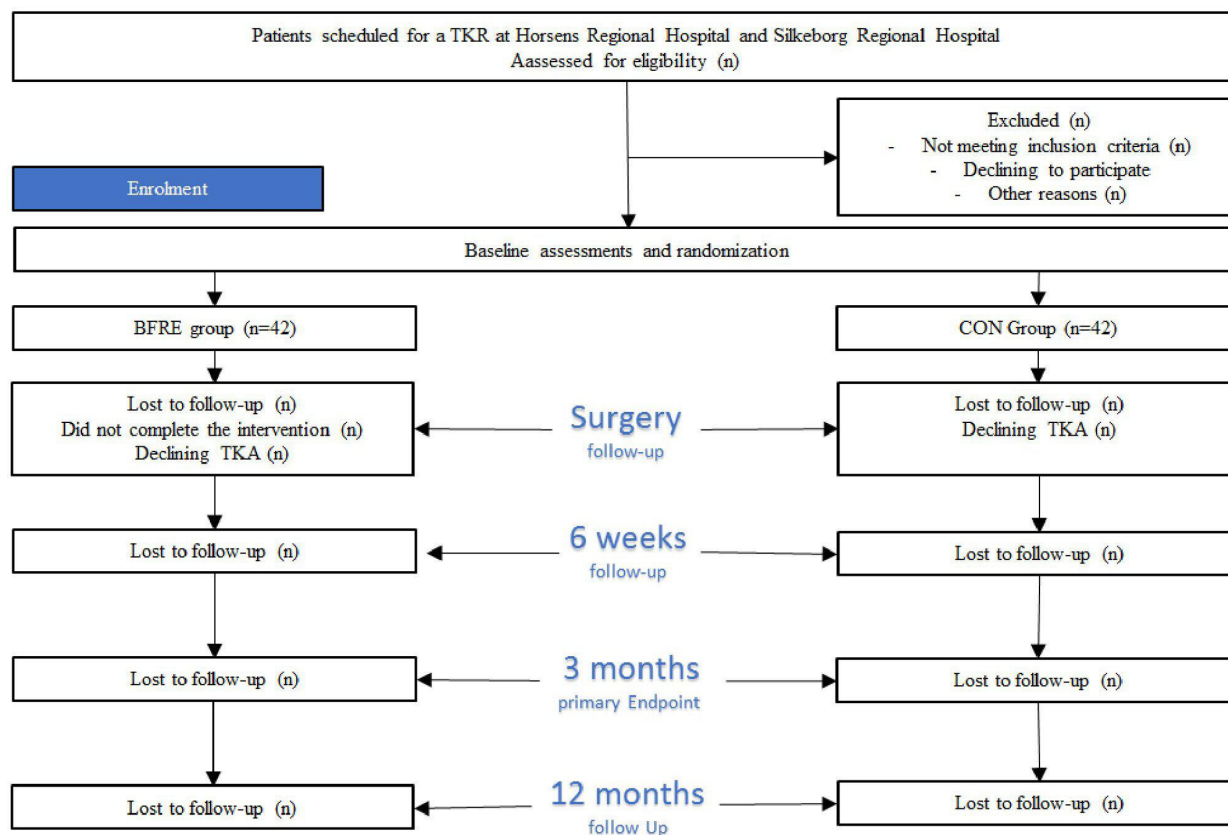 Patients scheduled for a TKR at Horsens Regional Hospital and Silkeborg Regional Hospital
Aassessed for eligibility (n)
Excluded (n)
- Not meeting inclusion criteria (n)
- Declining to participate
- Other reasons (n)
Enrolment
Baseline assessments and randomization
BFRE group (n=42)
CON Group (n=42)
Lost to follow-up (n)
Did not complete the intervention (n)
Declining TKA (n)
Surgery
follow-up
Lost to follow-up (n)
Declining TKA (n)
Lost to follow-up (n)
6 weeks
follow-up
Lost to follow-up (n)
Lost to follow-up (n)
3 months
primary Endpoint
Lost to follow-up (n)
Lost to follow-up (n)
12 months
follow Up
Lost to follow-up (n)